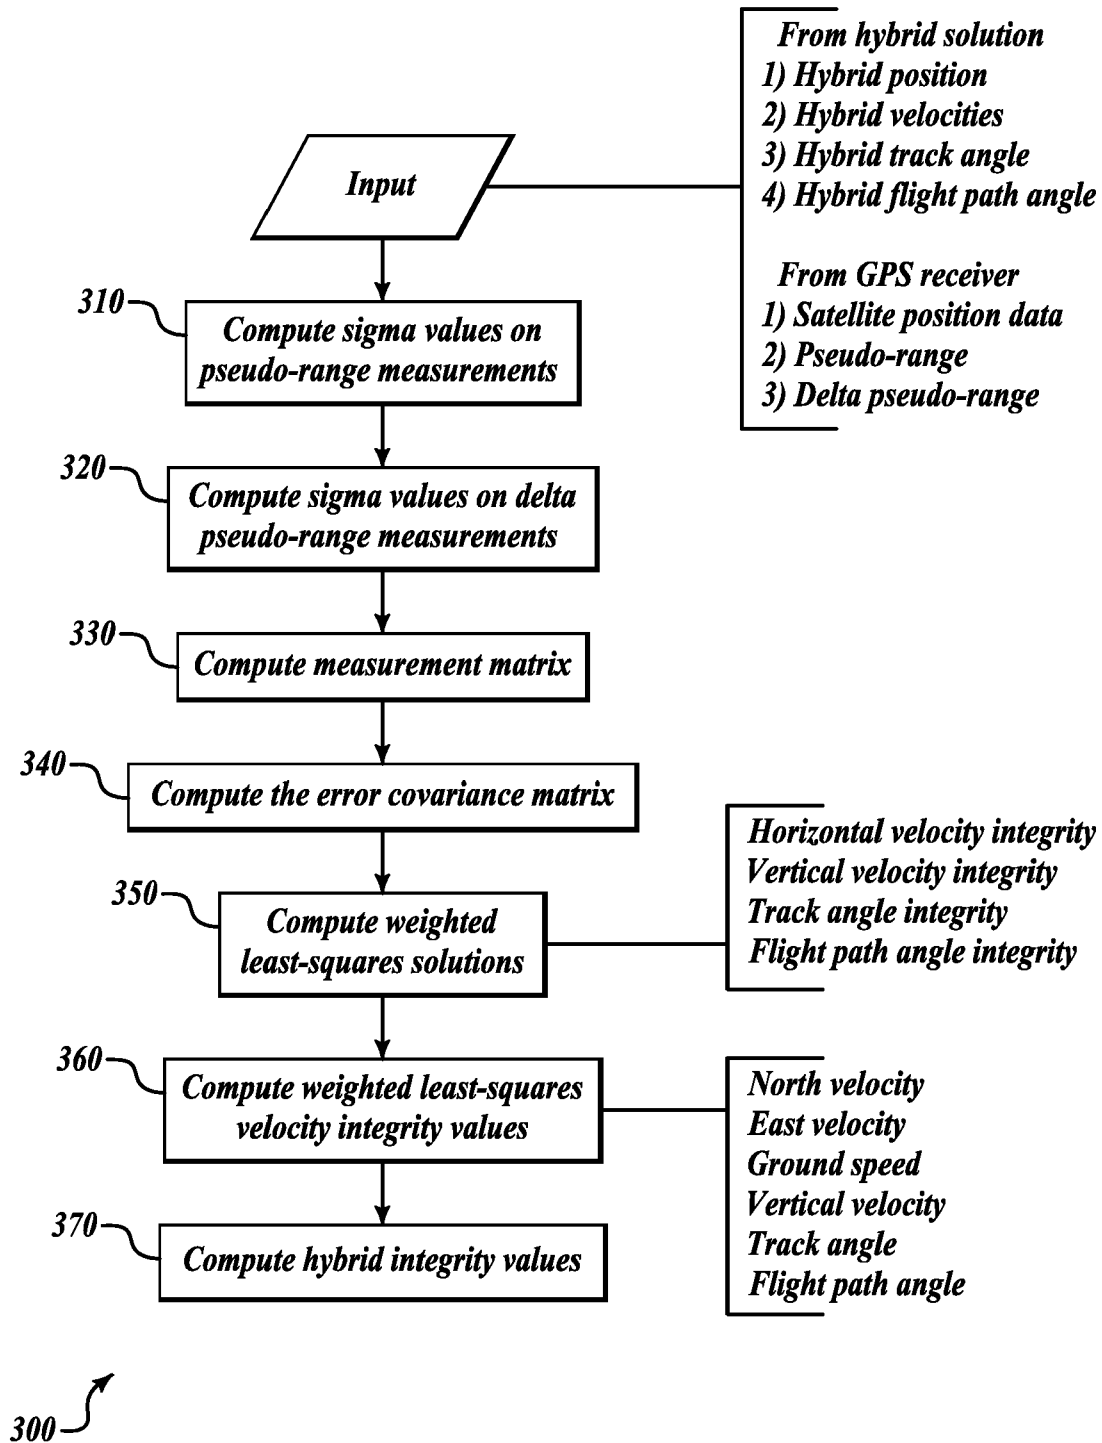 From hybrid solution
1) Hybrid position
2) Hybrid velocities
3) Hybrid track angle
4) Hybrid flight path angle
From GPS receiver
1) Satellite position data
2) Pseudo-range
3) Delta pseudo-range
Input
310
Compute sigma values on
pseudo-range measurements
320
Compute sigma values on delta
pseudo-range measurements
330
Compute measurement matrix
340
Compute the error covariance matrix
350
Compute weighted
least-squares solutions
Horizontal velocity integrity
Vertical velocity integrity
Track angle integrity
Flight path angle integrity
360
Compute weighted least-squares
velocity integrity values
North velocity
East velocity
Ground speed
Vertical velocity
Track angle
Flight path angle
370
Compute hybrid integrity values
300